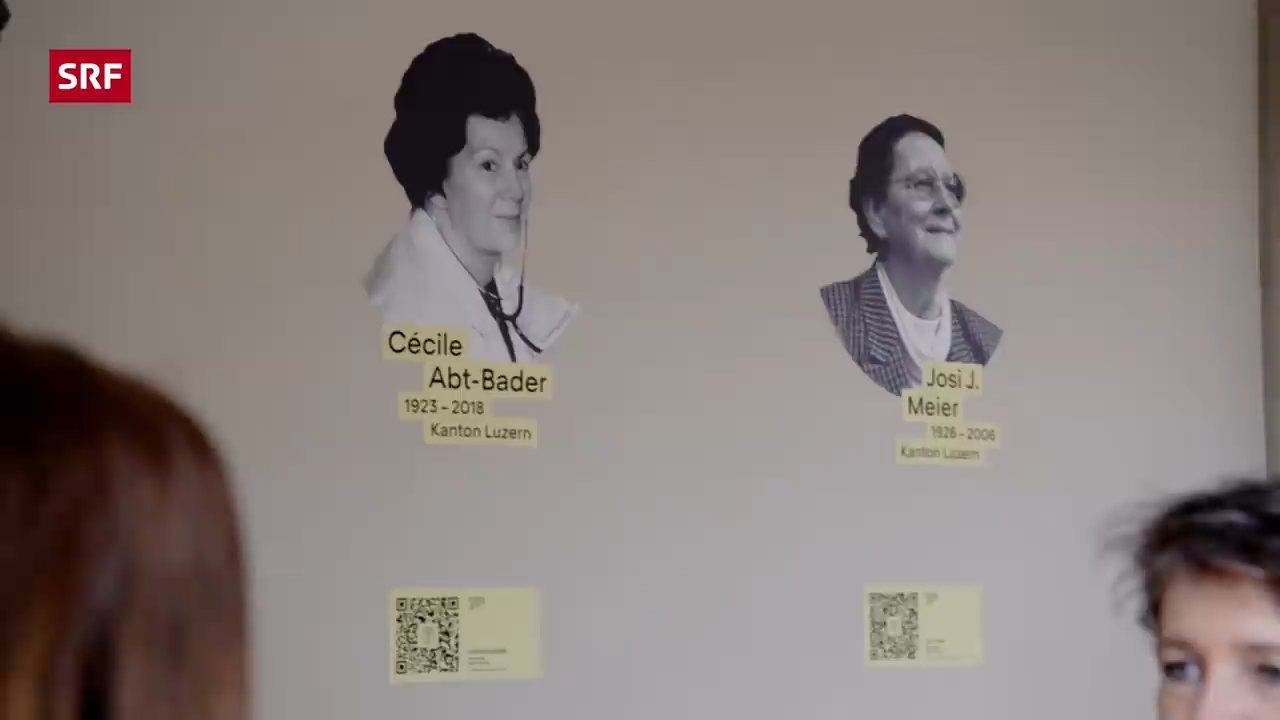 SRF
Cécile
Abt-Bader
1923 – 2018
Kanton Luzern
Josi J.
Meier
1926 – 2006
Kanton Luzern